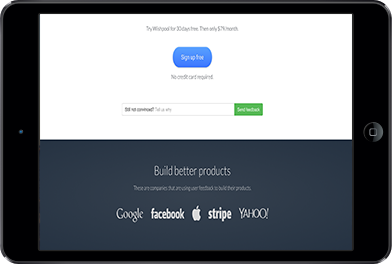 Try Wishpool for 30 days free. Then only $79/month
Sign up free
No credit card required.
Still not convinced? Tell us why. Send feedback
Build better products
These are companies that are using user feedback to build their products.
Google facebook stripe YAHOO!